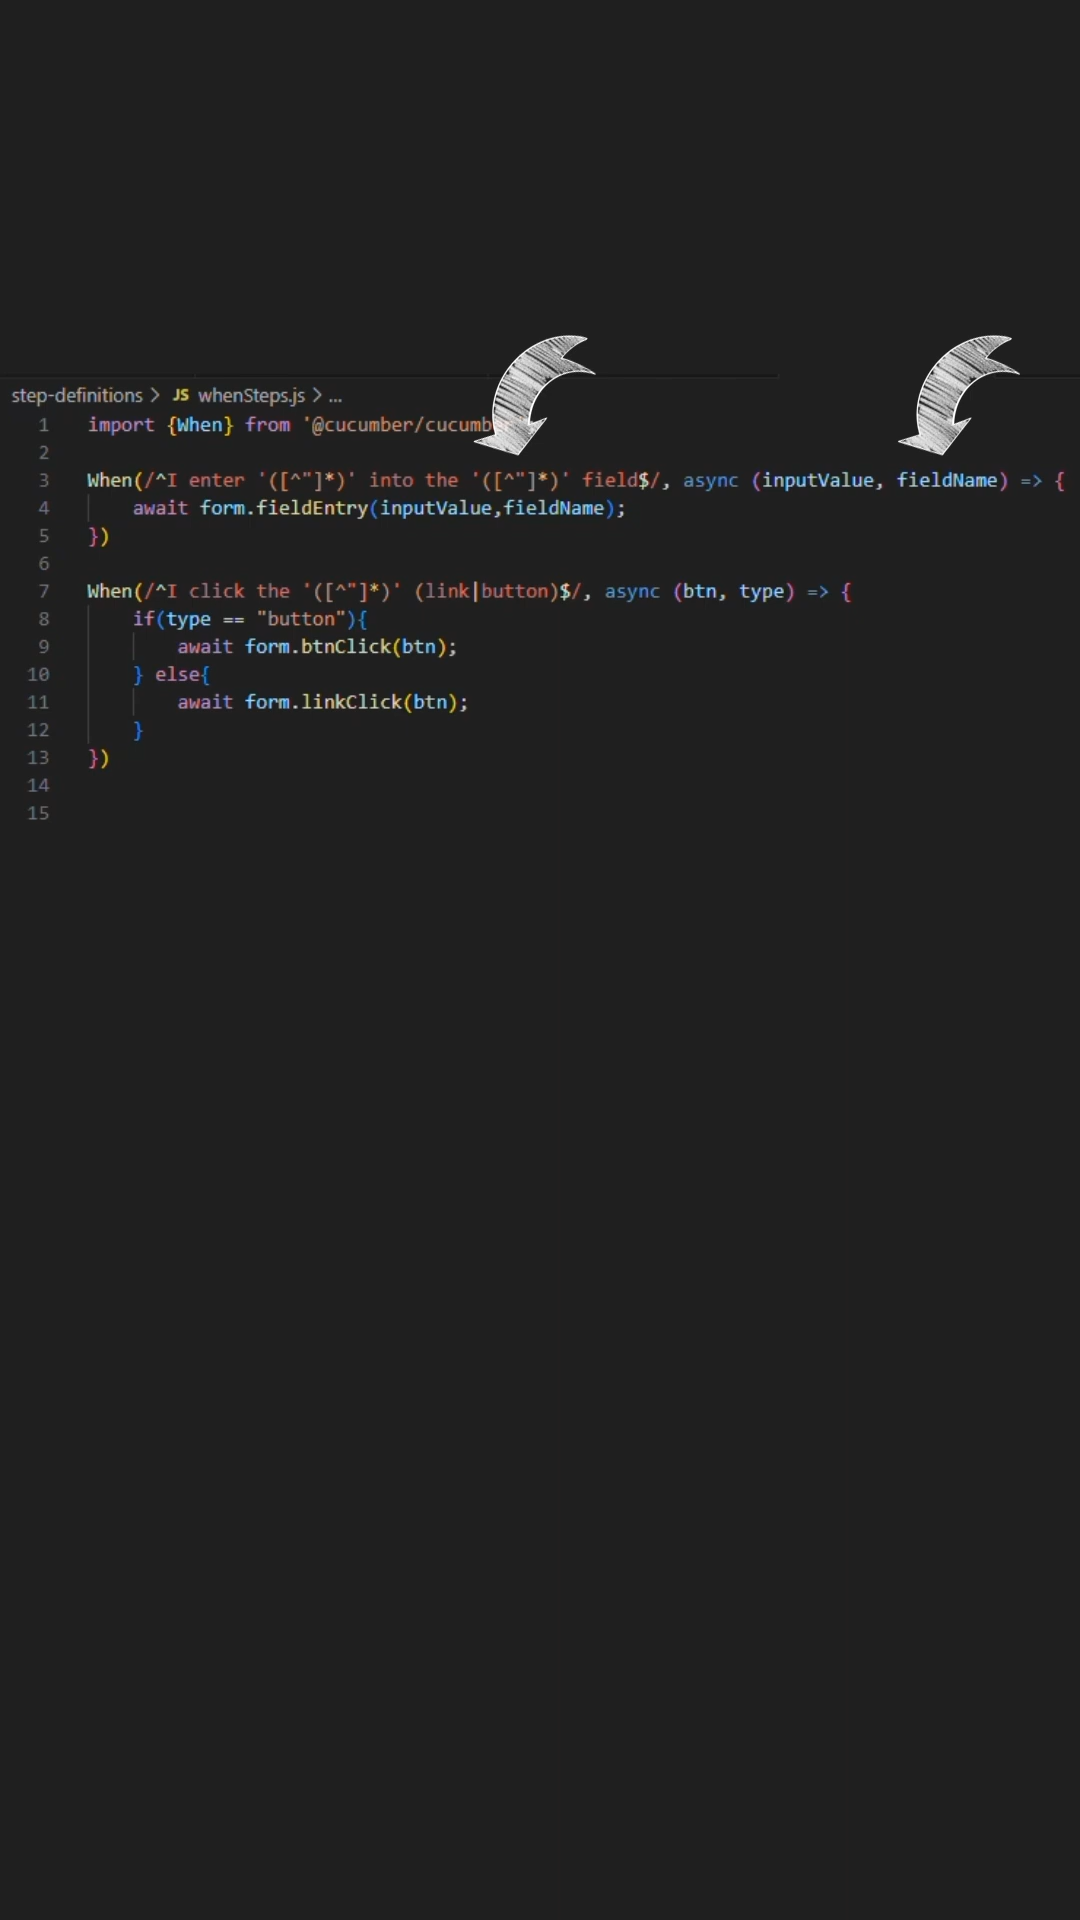 step-definitions > JS whenSteps.js > ...
1 import {When} from '@cucumber/cucumb
2
3 When(/^I enter '([^"]*)' into the '([^"]*)' field$/, async (inputValue, fieldName) => {
4 await form.fieldEntry(inputValue,fieldName);
5 })
6
7 When(/^I click the '([^"]*)' (link|button)$/, async (btn, type) => {
8 if(type == "button"){
9 await form.btnClick(btn);
10 } else{
11 await form.linkClick(btn);
12 }
13 })
14
15